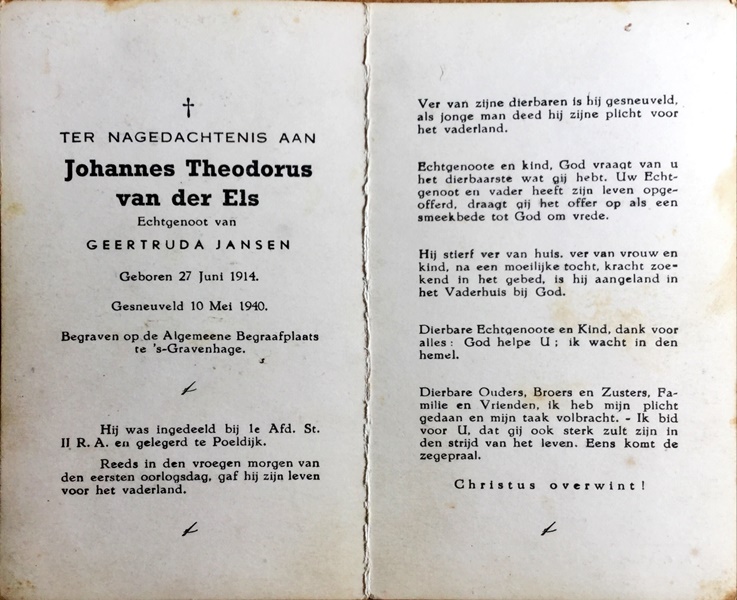 TER NAGEDACHTENIS AAN
Johannes Theodorus
van der Els
Echtgenoot van
GEERTRUDA JANSEN
Geboren 27 Juni 1914.
Gesneuveld 10 Mei 1940.
Begraven op de Algemeene Begraafplaats
te 's-Gravenhage.
Hij was ingedeeld bij 1e Afd. St.
II R. A. en gelegerd te Poeldijk.
Reeds in den vroegen morgen van
den eersten oorlogsdag, gaf hij zijn leven
voor het vaderland.
Ver van zijne dierbaren is hij gesneuveld,
als jonge man deed hij zijne plicht voor
het vaderland.
Echtgenoote en kind, God vraagt van u
het dierbaarste wat gij hebt. Uw Echt-
genoot en vader heeft zijn leven opge-
offerd, draagt gij het offer op als een
smeekbede tot God om vrede.
Hij stierf ver van huis. ver van vrouw en
kind, na een moeilijke tocht, kracht zoe-
kend in het gebed, is hij aangeland in
het Vaderhuis bij God.
Dierbare Echtgenoote en Kind, dank voor
alles : God helpe U ; ik wacht in den
hemel.
Dierbare Ouders, Broers en Zusters, Fa-
milie en Vrienden, ik heb mijn plicht
gedaan en mijn taak volbracht. - Ik bid
voor U, dat gij ook sterk zult zijn in
den strijd van het leven. Eens komt de
zegepraal.
Christus overwint!